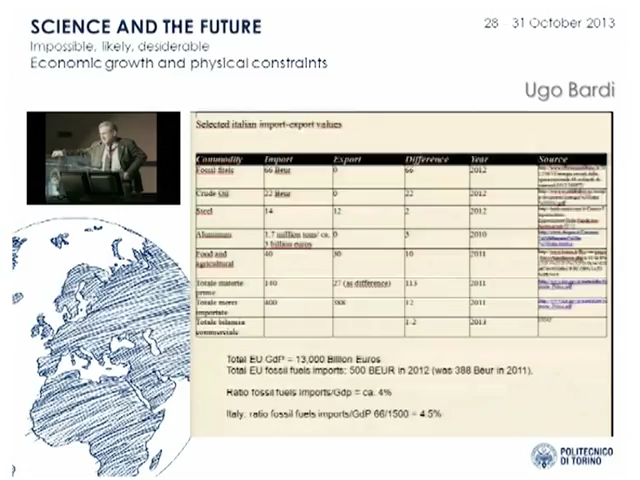 SCIENCE AND THE FUTURE
28 - 31 October 2013
Impossible, likely, desiderable
Economic growth and physical constraints
Ugo Bardi
Selected italian import-export values
Commodity Import Export Difference Year Source
Fossil fuels 66 Beur 0 66 2012
Crude Oil 22 Beur 0 22 2012
Steel 14 12 2 2012
Aluminum 1.7 million tons/ ca. 3 billion euros 0 3 2010
Food and agricultural 40 30 10 2011
Totale materie prime 140 27 (as difference) 113 2011
Totale merci importate 400 388 12 2011
Totale bilancia commerciale 1-2 2013
Total EU GdP = 13,000 Billion Euros
Total EU fossil fuels imports: 500 BEUR in 2012 (was 388 Beur in 2011).
Ratio fossil fuels imports/Gdp = ca. 4%
Italy: ratio fossil fuels imports/GdP 66/1500 = 4.5%
POLITECNICO
DI TORINO